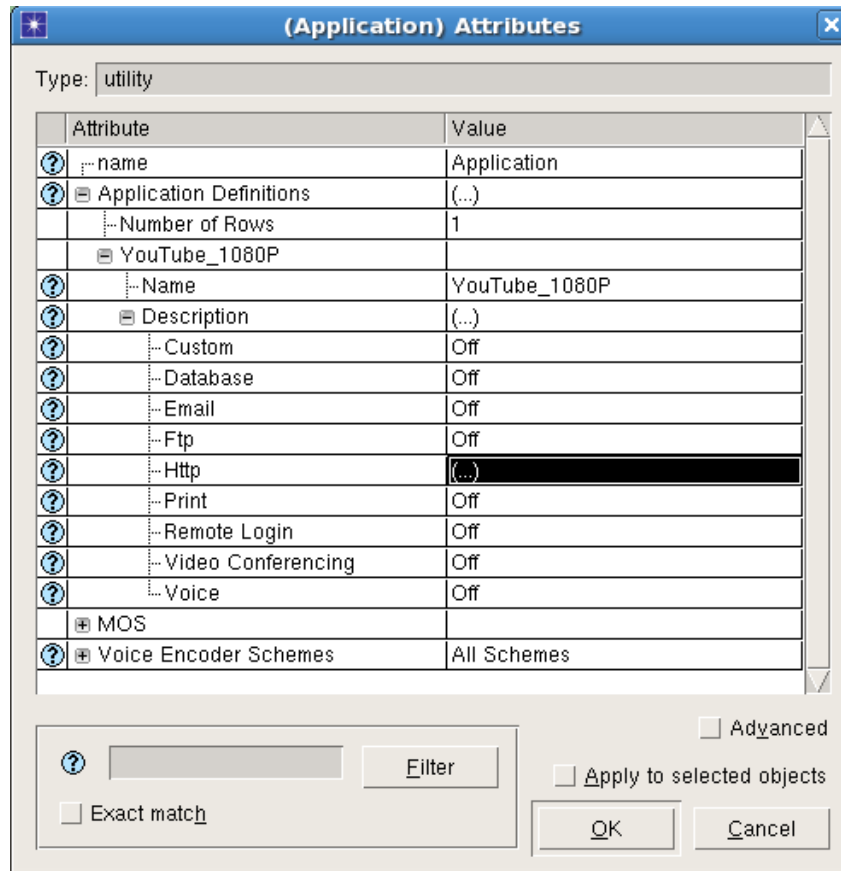 (Application) Attributes
Type: utility
Attribute Value
name Application
Application Definitions (...)
Number of Rows 1
YouTube_1080P
Name YouTube_1080P
Description (...)
Custom Off
Database Off
Email Off
Ftp Off
Http (...)
Print Off
Remote Login Off
Video Conferencing Off
Voice Off
MOS
Voice Encoder Schemes All Schemes
Advanced
Filter
Apply to selected objects
Exact match
OK Cancel